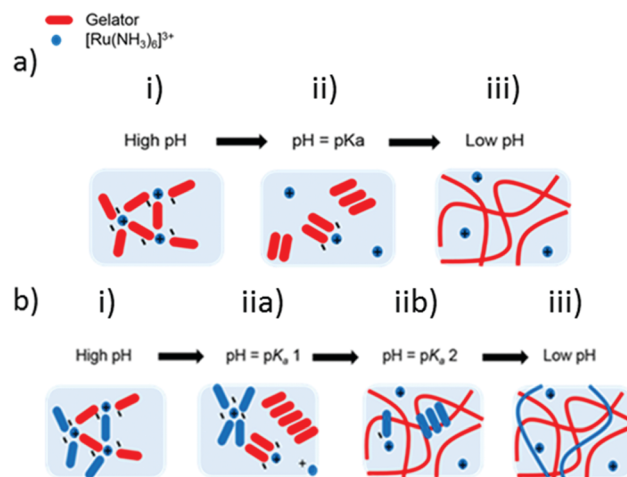 Gelator
[Ru(NH₃)₆]³⁺
a)
i) ii) iii)
High pH pH = pKa Low pH
b)
i) iia) iib) iii)
High pH pH = pKₐ 1 pH = pKₐ 2 Low pH